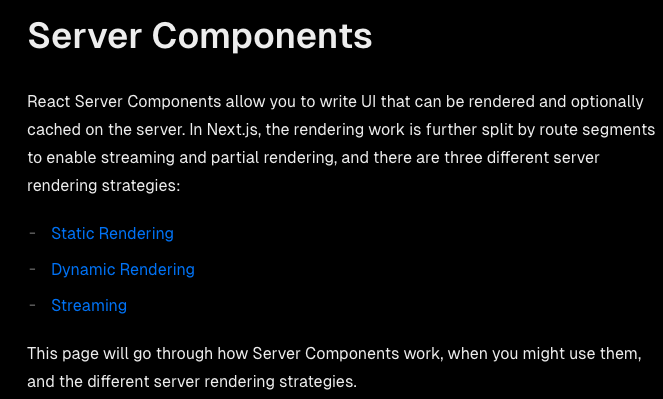 Server Components
React Server Components allow you to write UI that can be rendered and optionally
cached on the server. In Next.js, the rendering work is further split by route segments
to enable streaming and partial rendering, and there are three different server
rendering strategies:
- Static Rendering
- Dynamic Rendering
- Streaming
This page will go through how Server Components work, when you might use them,
and the different server rendering strategies.